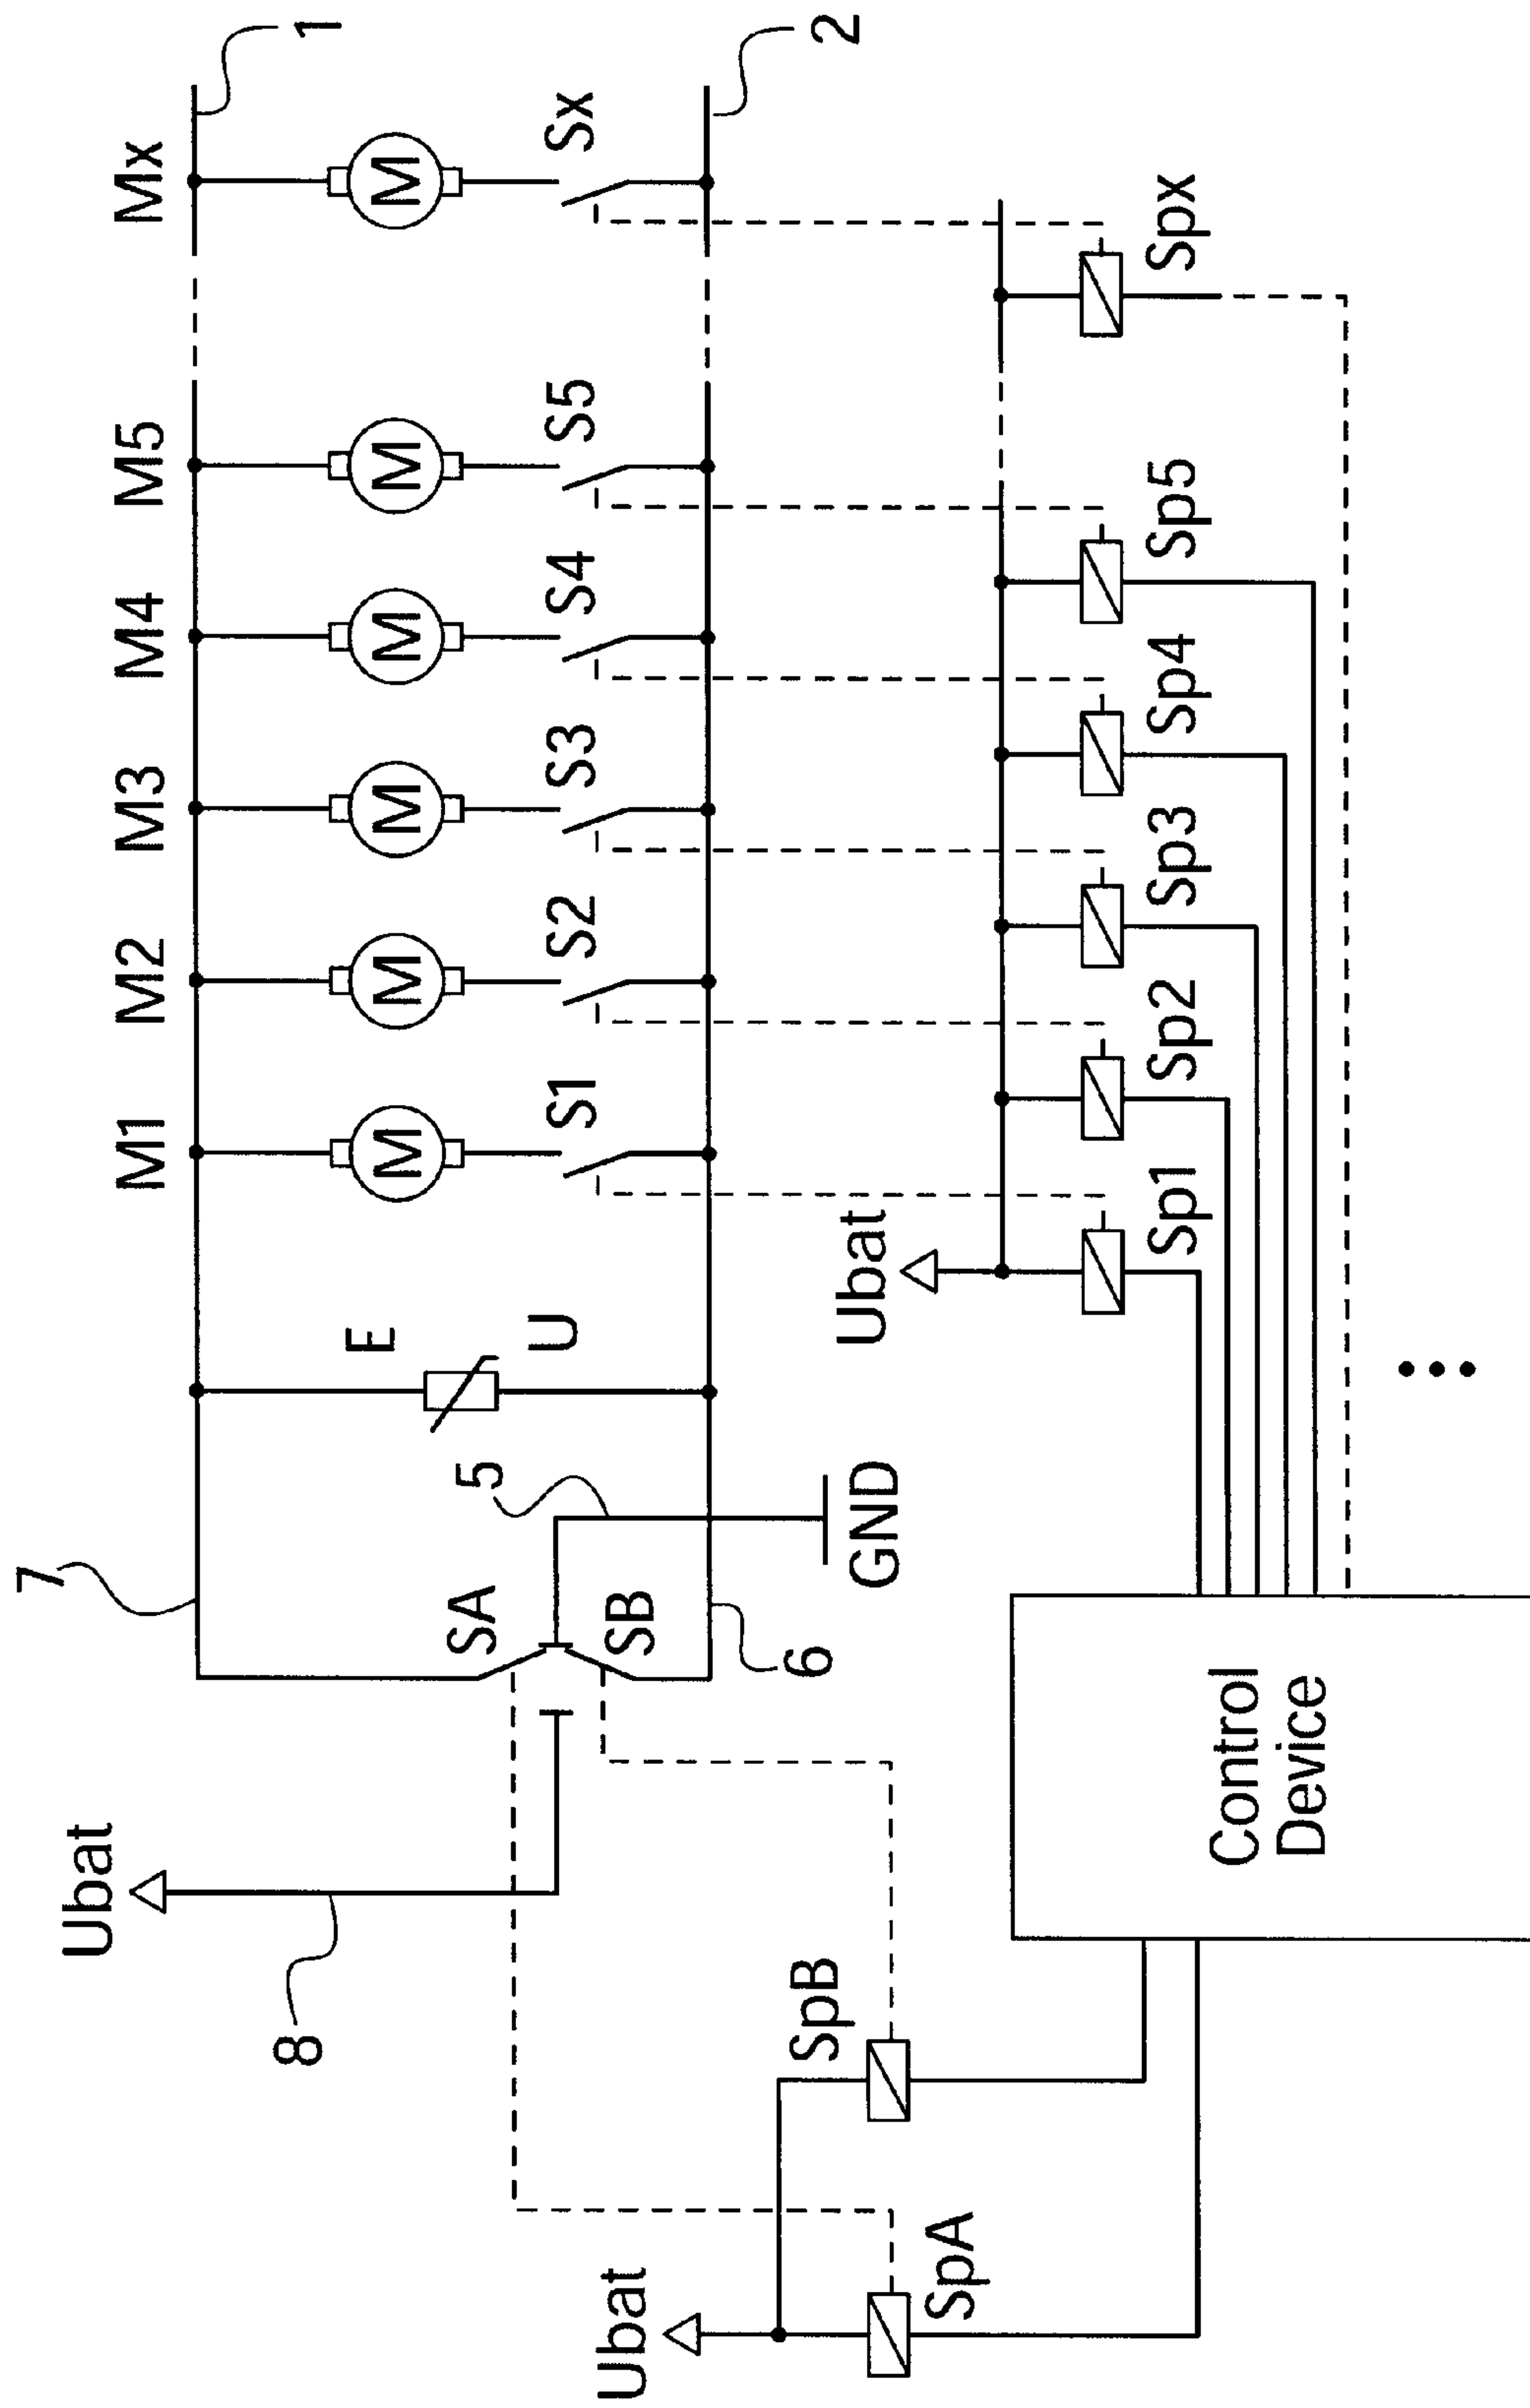 M1
M2
M3
M4
M5
Mx
1
7
Ubat
8
M
M
M
M
M
M
E
U
SA
SB
5
S1
S2
S3
S4
S5
Sx
2
6
GND
Ubat
SpB
Ubat
SpA
Sp1
Sp2
Sp3
Sp4
Sp5
Spx
Control
Device